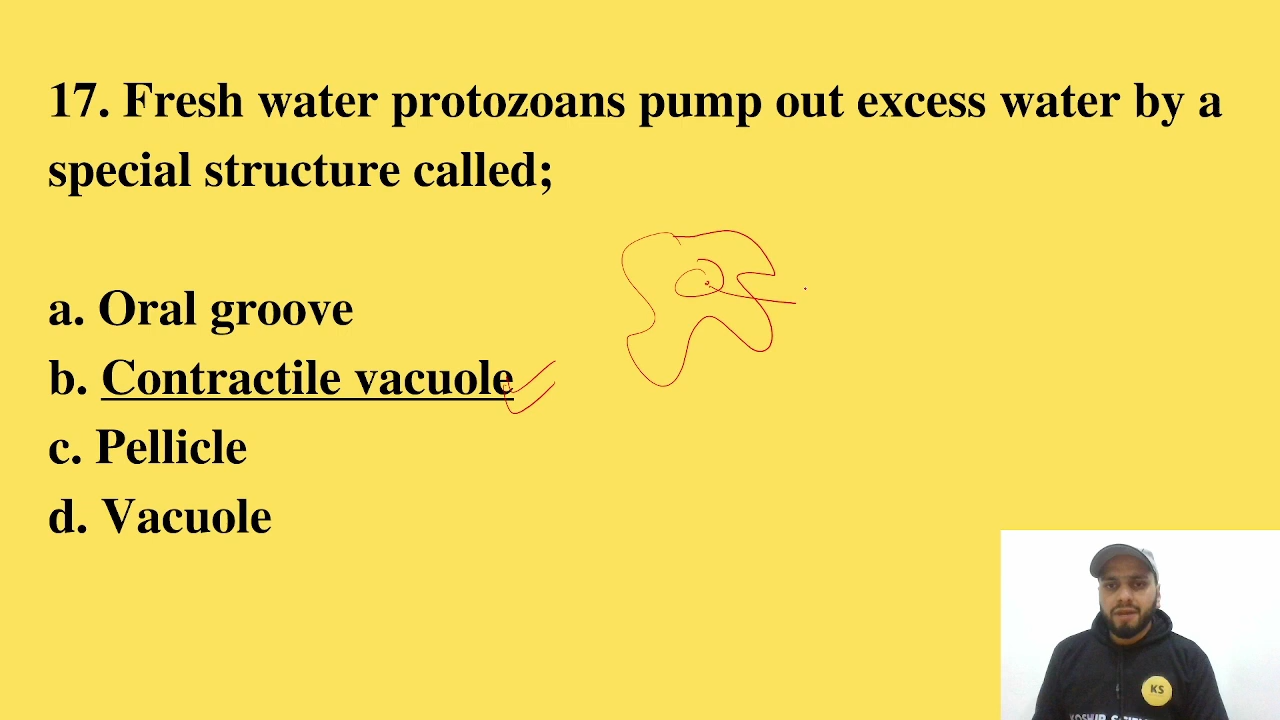 17. Fresh water protozoans pump out excess water by a
special structure called;
a. Oral groove
b. Contractile vacuole
c. Pellicle
d. Vacuole
KS